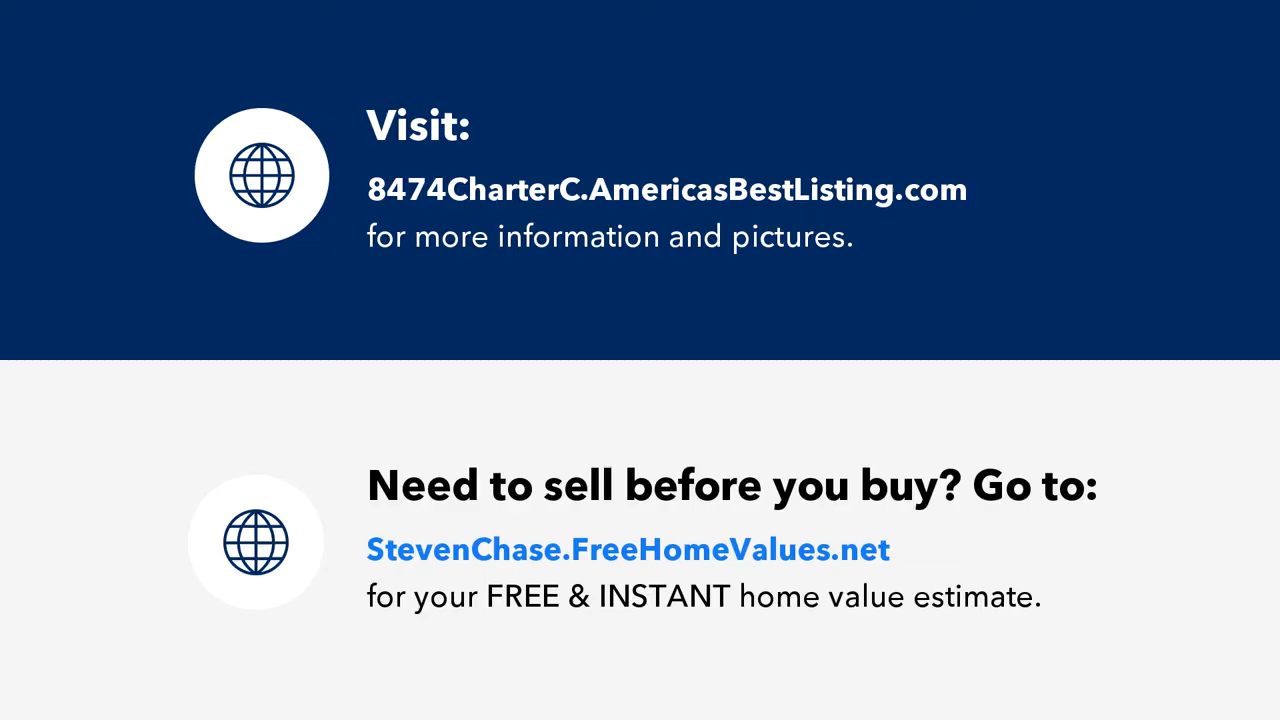 Visit:
8474CharterC.AmericasBestListing.com
for more information and pictures.
Need to sell before you buy? Go to:
StevenChase.FreeHomeValues.net
for your FREE & INSTANT home value estimate.